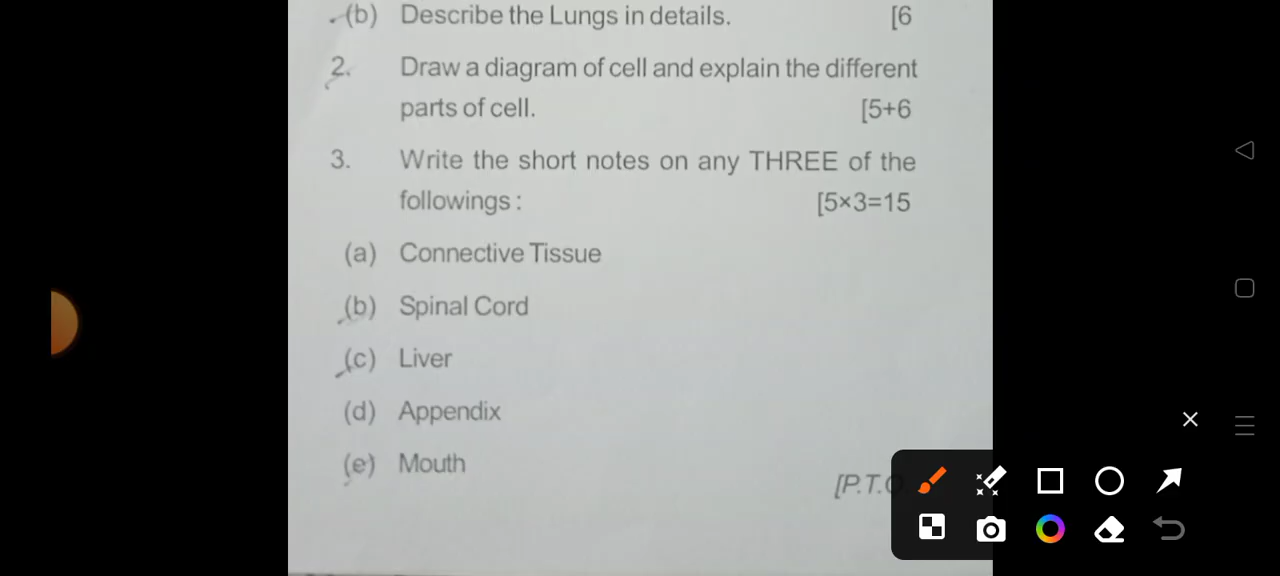 (b) Describe the Lungs in details. [6
2. Draw a diagram of cell and explain the different
parts of cell. [5+6
3. Write the short notes on any THREE of the
followings : [5×3=15
(a) Connective Tissue
(b) Spinal Cord
(c) Liver
(d) Appendix
(e) Mouth
[P.T.O